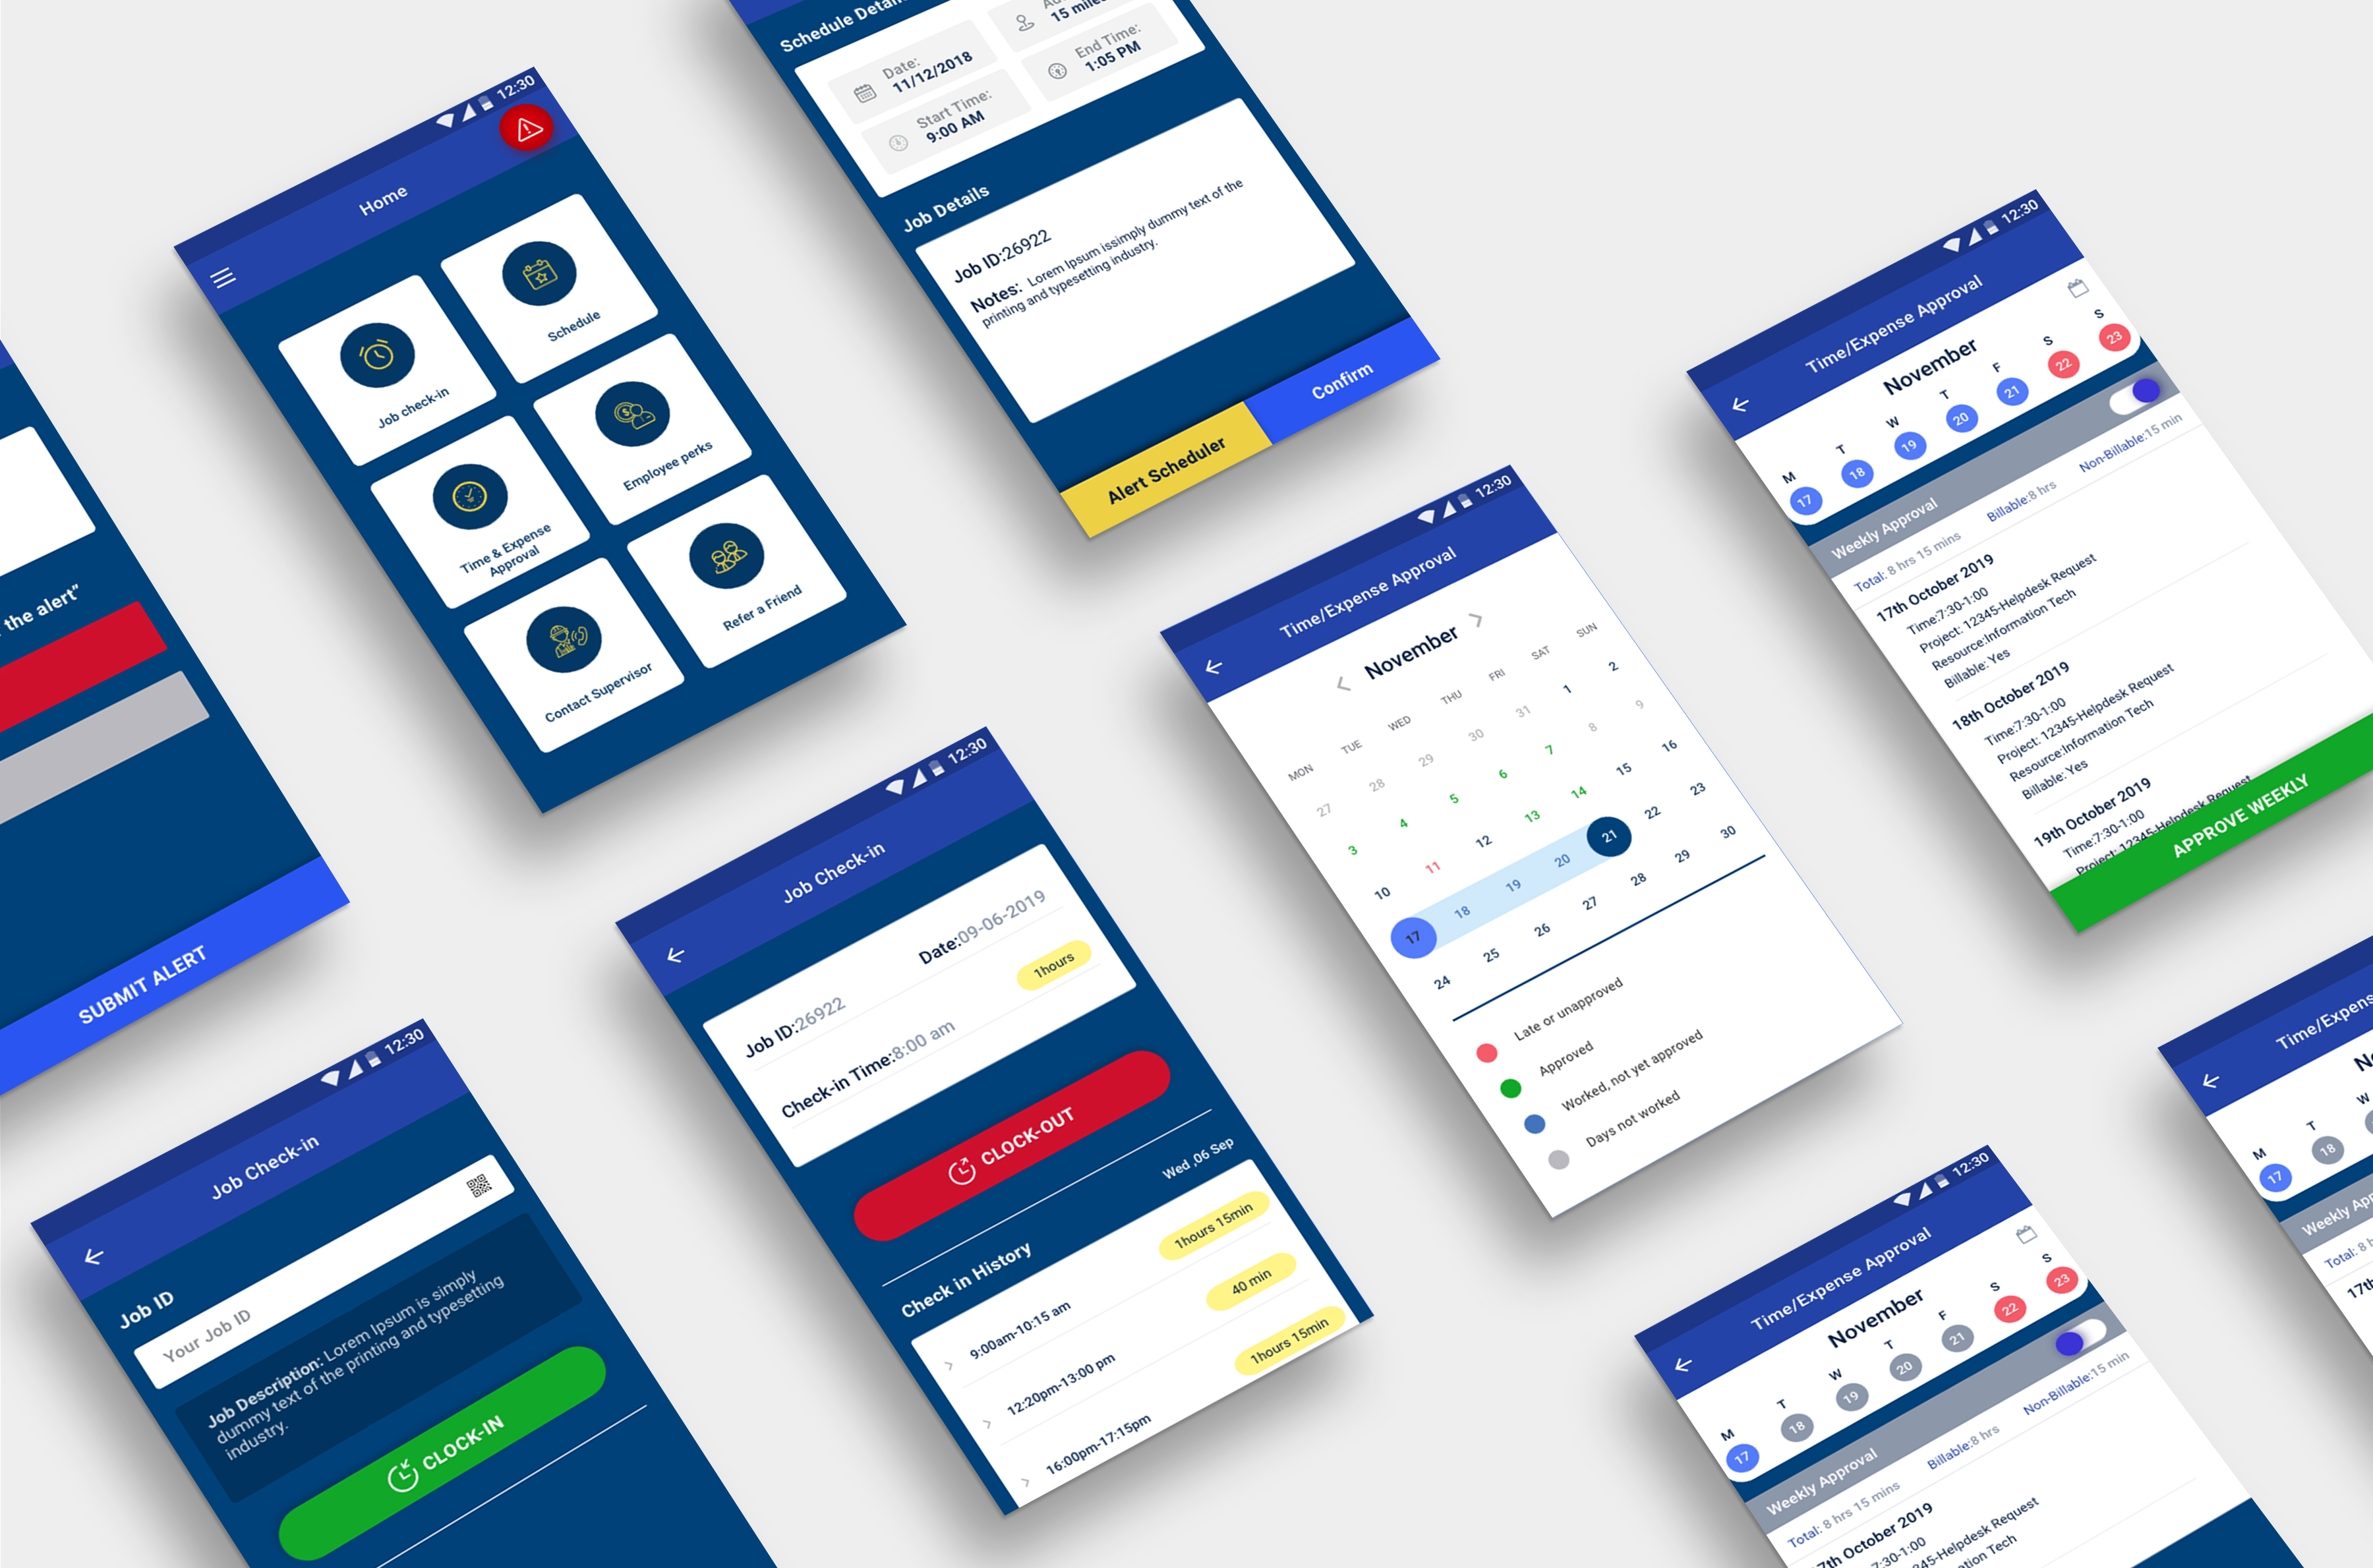 the alert"
SUBMIT ALERT
12:30
Home
Job check-in
Schedule
Time & Expense
Approval
Employee perks
Contact Supervisor
Refer a Friend
Schedule
Date:
11/12/2018
15
Start Time:
9:00 AM
End Time:
1:05 PM
Job Details
Job ID:26922
Notes: Lorem Ipsum issimply dummy text of the
printing and typesetting industry.
Alert Scheduler
Confirm
12:30
Time/Expense Approval
November
M T W T F S S
17 18 19 20 21 22 23
Weekly Approval
Total: 8 hrs 15 mins Billable:8 hrs Non-Billable:15 min
17th October 2019
Time:7:30-1:00
Project: 12345-Helpdesk Request
Resource:Information Tech
Billable: Yes
18th October 2019
Time:7:30-1:00
Project: 12345-Helpdesk Request
Resource:Information Tech
Billable: Yes
19th October 2019
Time:7:30-1:00
Project: 12345-Helpdesk Request
APPROVE WEEKLY
12:30
Time/Expense Approval
November
MON TUE WED THU FRI SAT SUN
27 28 29 30 31 1 2
3 4 5 6 7 8 9
10 11 12 13 14 15 16
17 18 19 20 21 22 23
24 25 26 27 28 29 30
Late or unapproved
Approved
Worked, not yet approved
Days not worked
12:30
Job Check-in
Job ID:26922 Date:09-06-2019
Check-in Time:8:00 am 1hours
CLOCK-OUT
Check in History Wed ,06 Sep
9:00am-10:15 am 1hours 15min
12:20pm-13:00 pm 40 min
16:00pm-17:15pm 1hours 15min
12:30
Job Check-in
Job ID
Your Job ID
Job Description: Lorem Ipsum is simply
dummy text of the printing and typesetting
industry.
CLOCK-IN
12:30
Time/Expense Approval
November
M T W T F S S
17 18 19 20 21 22 23
Weekly Approval
Total: 8 hrs 15 mins Billable:8 hrs Non-Billable:15 min
17th October 2019
7:30-1:00
Helpdesk Request
Tech
M T W
17 18
Weekly
Total: 8
17th